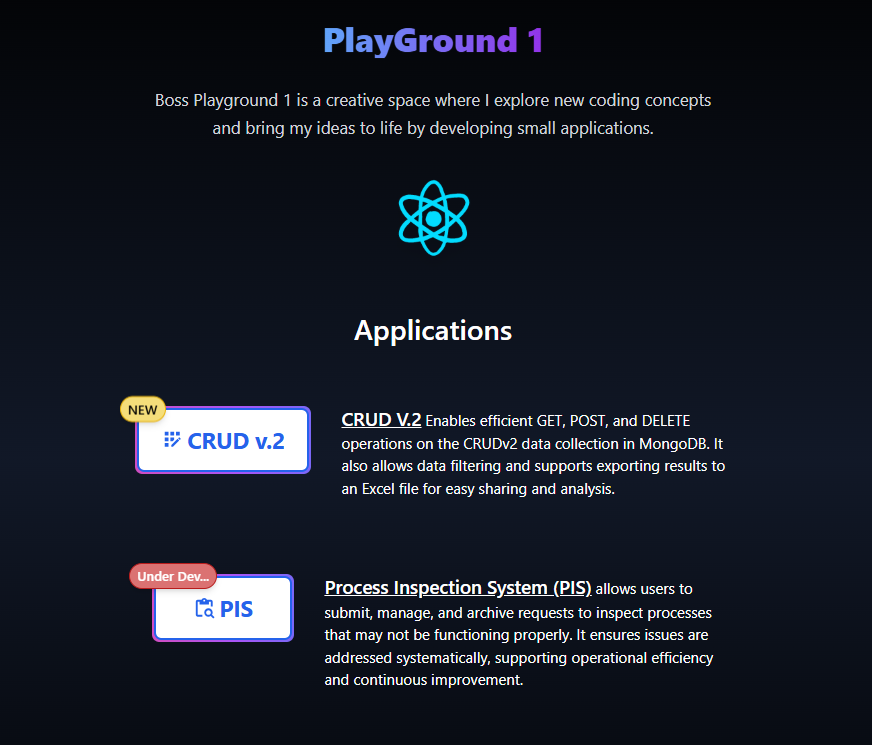 PlayGround 1
Boss Playground 1 is a creative space where I explore new coding concepts
and bring my ideas to life by developing small applications.
Applications
NEW
CRUD v.2
CRUD V.2 Enables efficient GET, POST, and DELETE
operations on the CRUDv2 data collection in MongoDB. It
also allows data filtering and supports exporting results to
an Excel file for easy sharing and analysis.
Under Dev...
PIS
Process Inspection System (PIS) allows users to
submit, manage, and archive requests to inspect processes
that may not be functioning properly. It ensures issues are
addressed systematically, supporting operational efficiency
and continuous improvement.